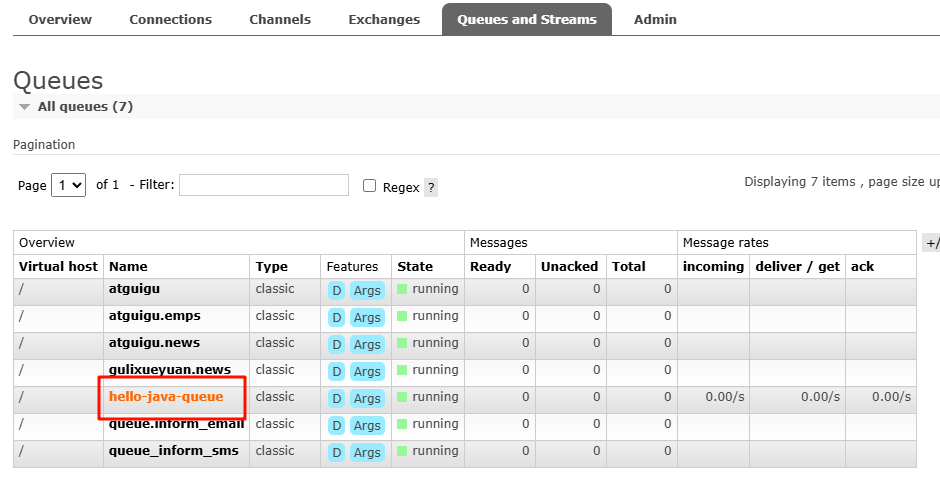 Overview Connections Channels Exchanges Queues and Streams Admin
Queues
All queues (7)
Pagination
Page 1 of 1 - Filter: Regex ? Displaying 7 items , page size up
Overview Messages Message rates +/
Virtual host Name Type Features State Ready Unacked Total incoming deliver / get ack
/ atguigu classic D Args running 0 0 0
/ atguigu.emps classic D Args running 0 0 0
/ atguigu.news classic D Args running 0 0 0
/ gulixueyuan.news classic D Args running 0 0 0
/ hello-java-queue classic D Args running 0 0 0 0.00/s 0.00/s 0.00/s
/ queue.inform_email classic D Args running 0 0 0
/ queue_inform_sms classic D Args running 0 0 0